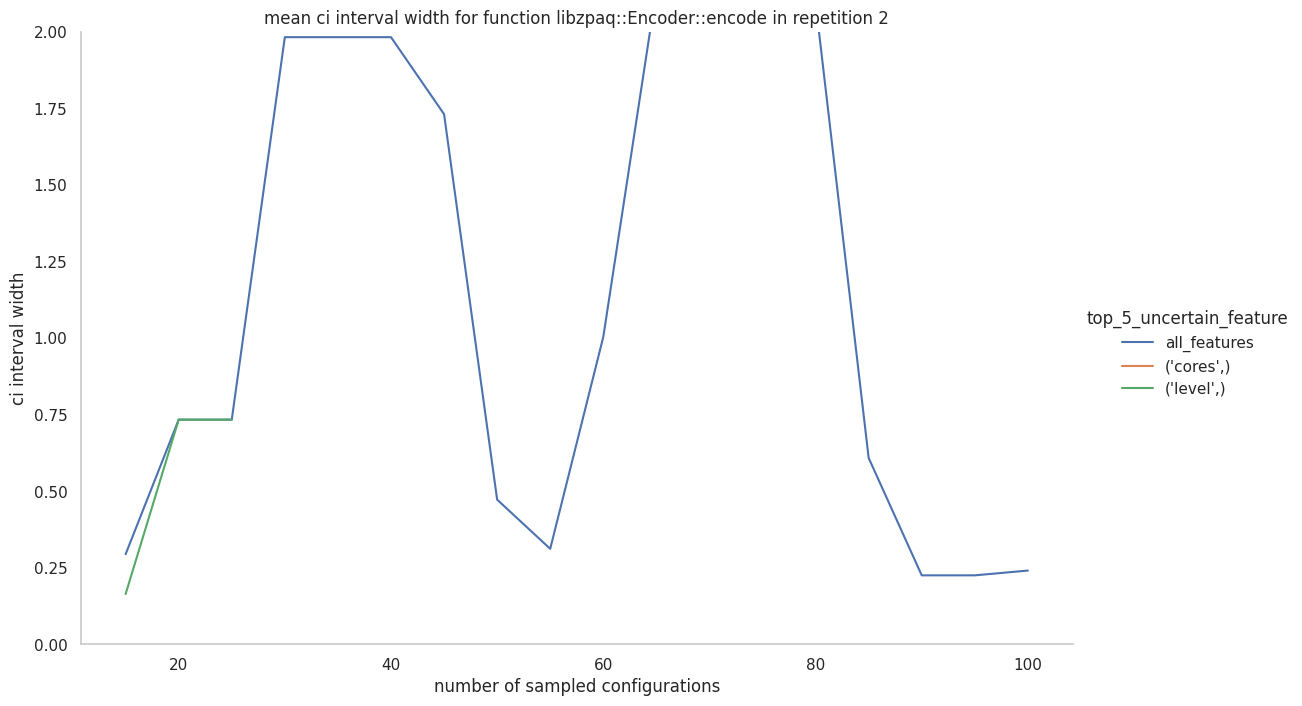 mean ci interval width for function libzpaq::Encoder::encode in repetition 2
2.00
1.75
1.50
1.25
1.00
0.75
0.50
0.25
0.00
ci interval width
20
40
60
80
100
number of sampled configurations
top_5_uncertain_feature
all_features
('cores',)
('level',)